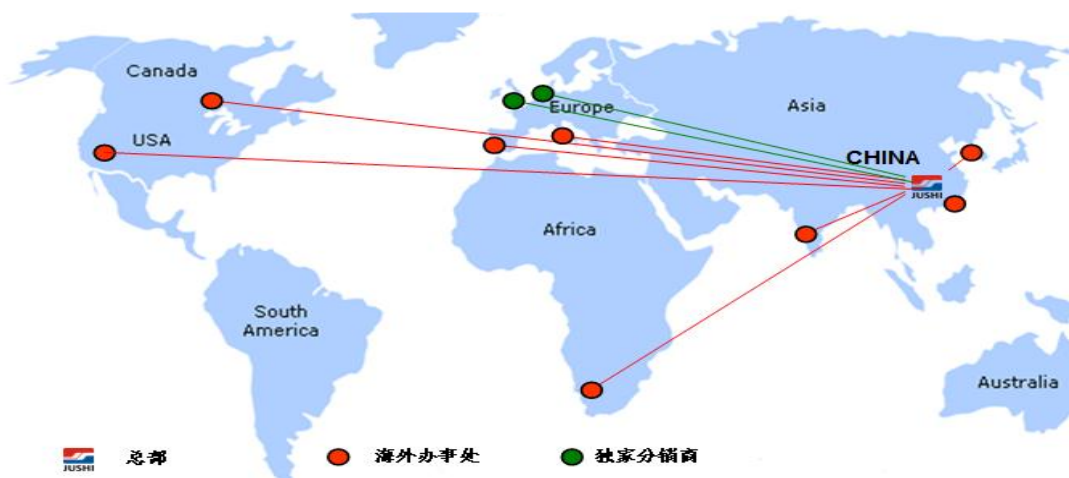 Canada
USA
Europe
Asia
CHINA
JUSHI
Africa
South
America
Australia
JUSHI
总部
海外办事处
独家分销商